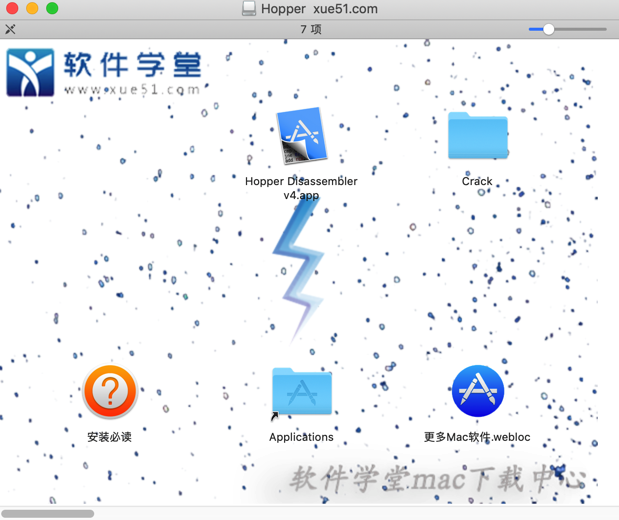 Hopper xue51.com
7 项
软件学堂
www.xue51.com
Hopper Disassembler
v4.app
Crack
安装必读
Applications
更多Mac软件.webloc
软件学堂mac下载中心